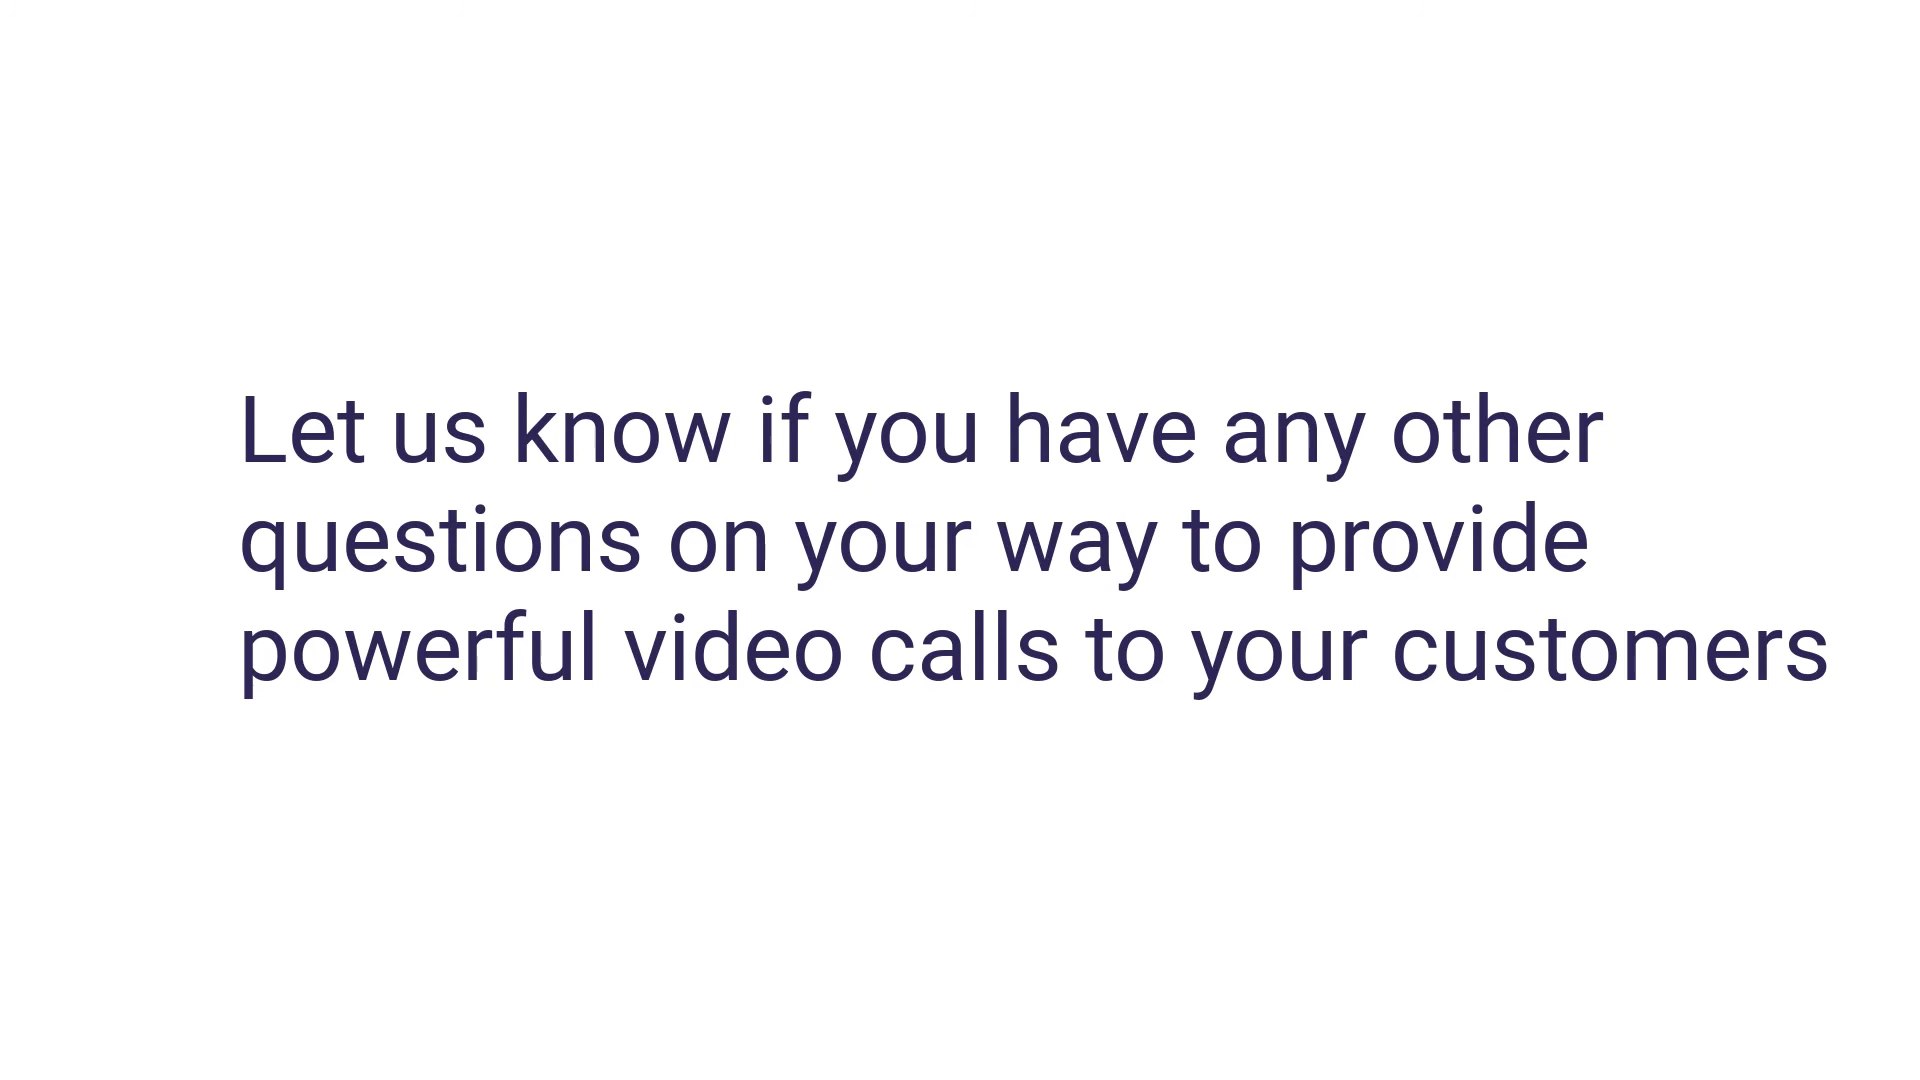 Let us know if you have any other
questions on your way to provide
powerful video calls to your customers